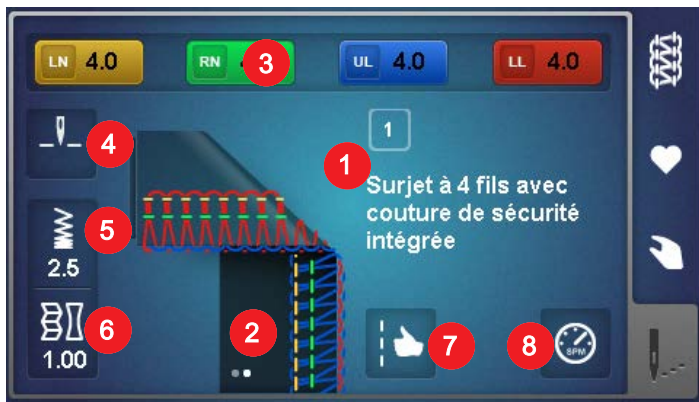 LN 4.0
RN 3
UL 4.0
LL 4.0
4
1
1
Surjet à 4 fils avec
couture de sécurité
intégrée
5
2.5
6
1.00
2
7
8
SPM